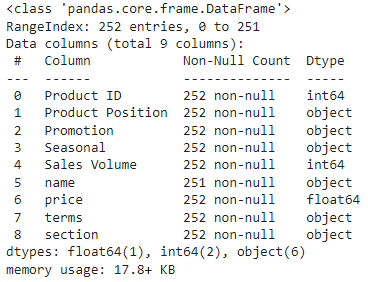 <class 'pandas.core.frame.DataFrame'>
RangeIndex: 252 entries, 0 to 251
Data columns (total 9 columns):
 #   Column            Non-Null Count  Dtype
---  ------            --------------  -----
 0   Product ID        252 non-null    int64
 1   Product Position  252 non-null    object
 2   Promotion         252 non-null    object
 3   Seasonal          252 non-null    object
 4   Sales Volume      252 non-null    int64
 5   name              251 non-null    object
 6   price             252 non-null    float64
 7   terms             252 non-null    object
 8   section           252 non-null    object
dtypes: float64(1), int64(2), object(6)
memory usage: 17.8+ KB